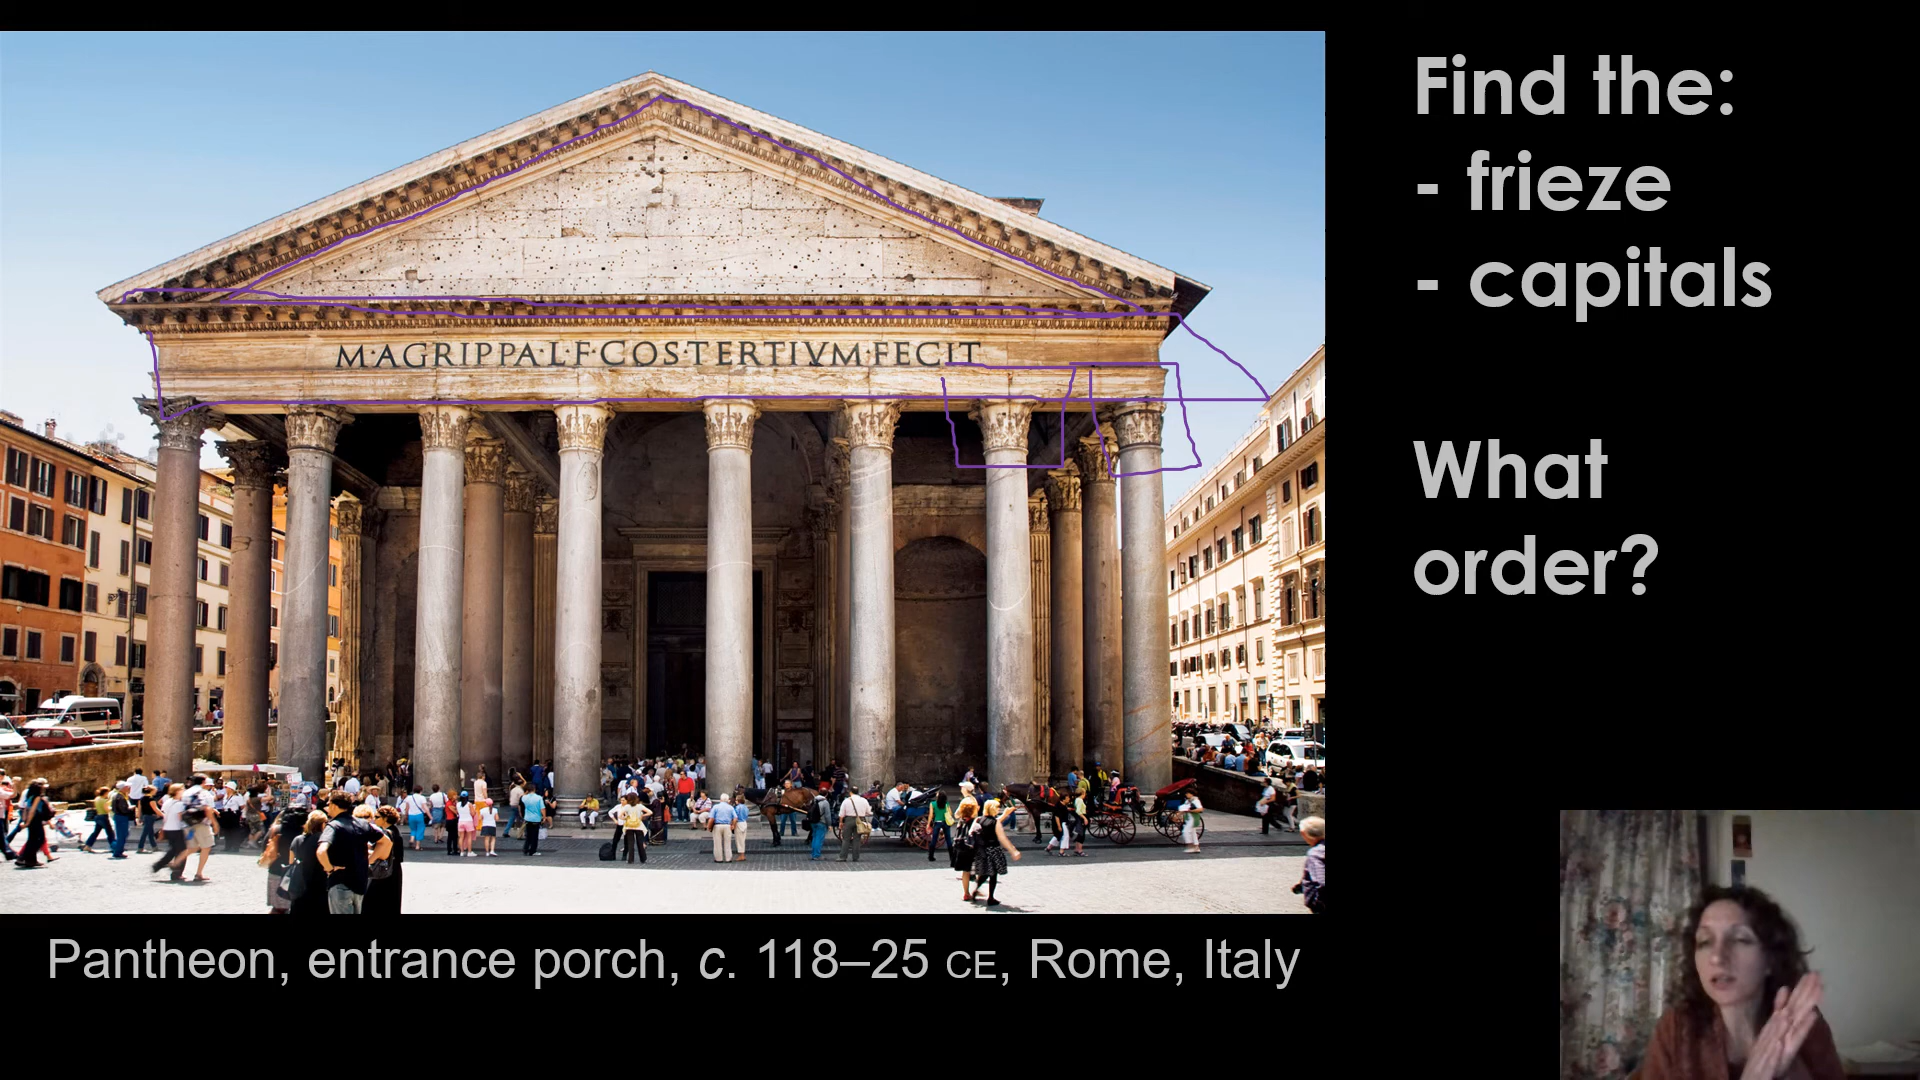 Find the:
- frieze
- capitals
What
order?
M·AGRIPPA·L·F·COS·TERTIVM·FECIT
Pantheon, entrance porch, c. 118–25 CE, Rome, Italy